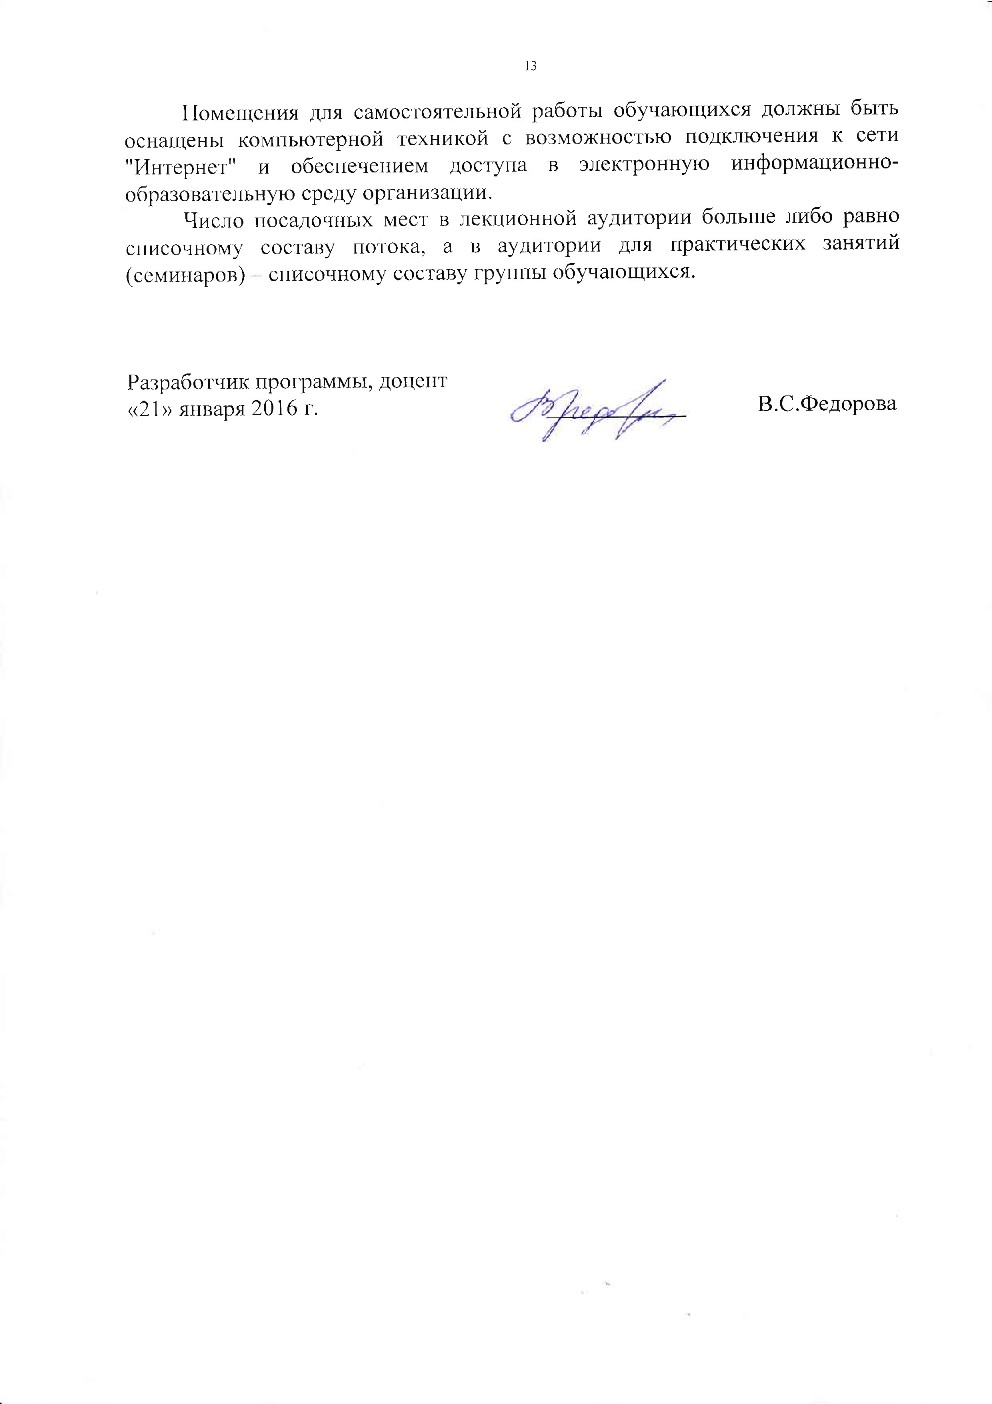 13
Помещения для самостоятельной работы обучающихся должны быть
оснащены компьютерной техникой с возможностью подключения к сети
"Интернет" и обеспечением доступа в электронную информационно-
образовательную среду организации.
Число посадочных мест в лекционной аудитории больше либо равно
списочному составу потока, а в аудитории для практических занятий
(семинаров) – списочному составу группы обучающихся.
Разработчик программы, доцент
«21» января 2016 г.
В.С.Федорова